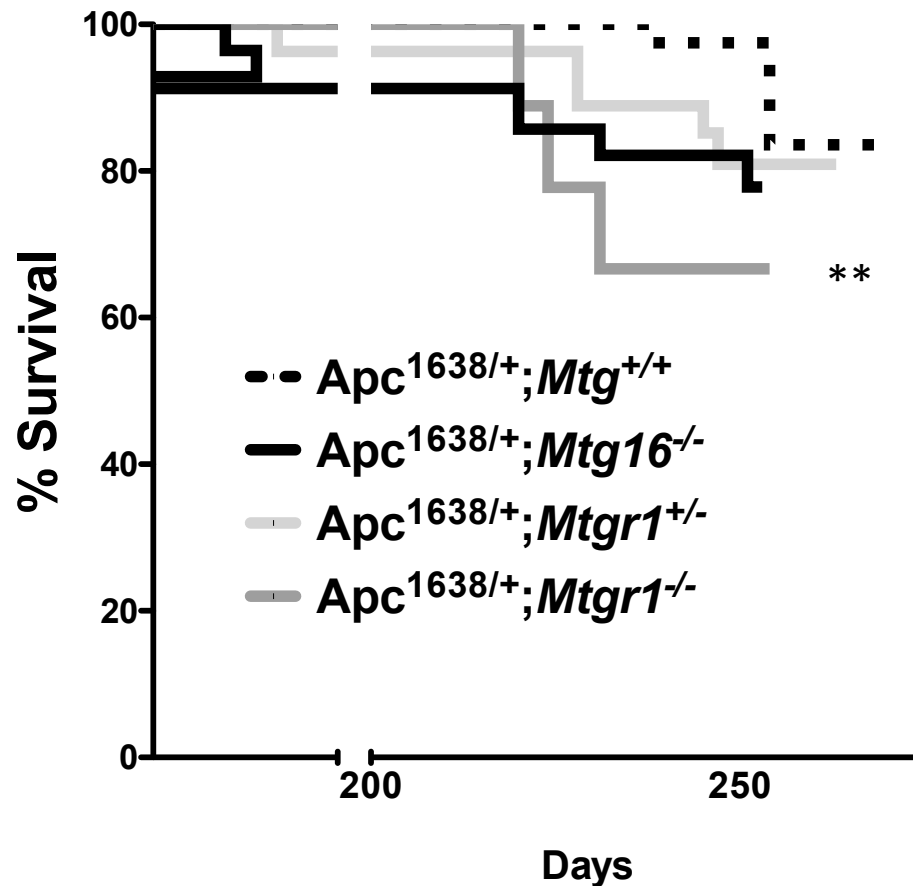 100
80
60
40
20
0
% Survival
**
Apc1638/+;Mtg+/+
Apc1638/+;Mtg16-/-
Apc1638/+;Mtgr1+/-
Apc1638/+;Mtgr1-/-
200 250
Days